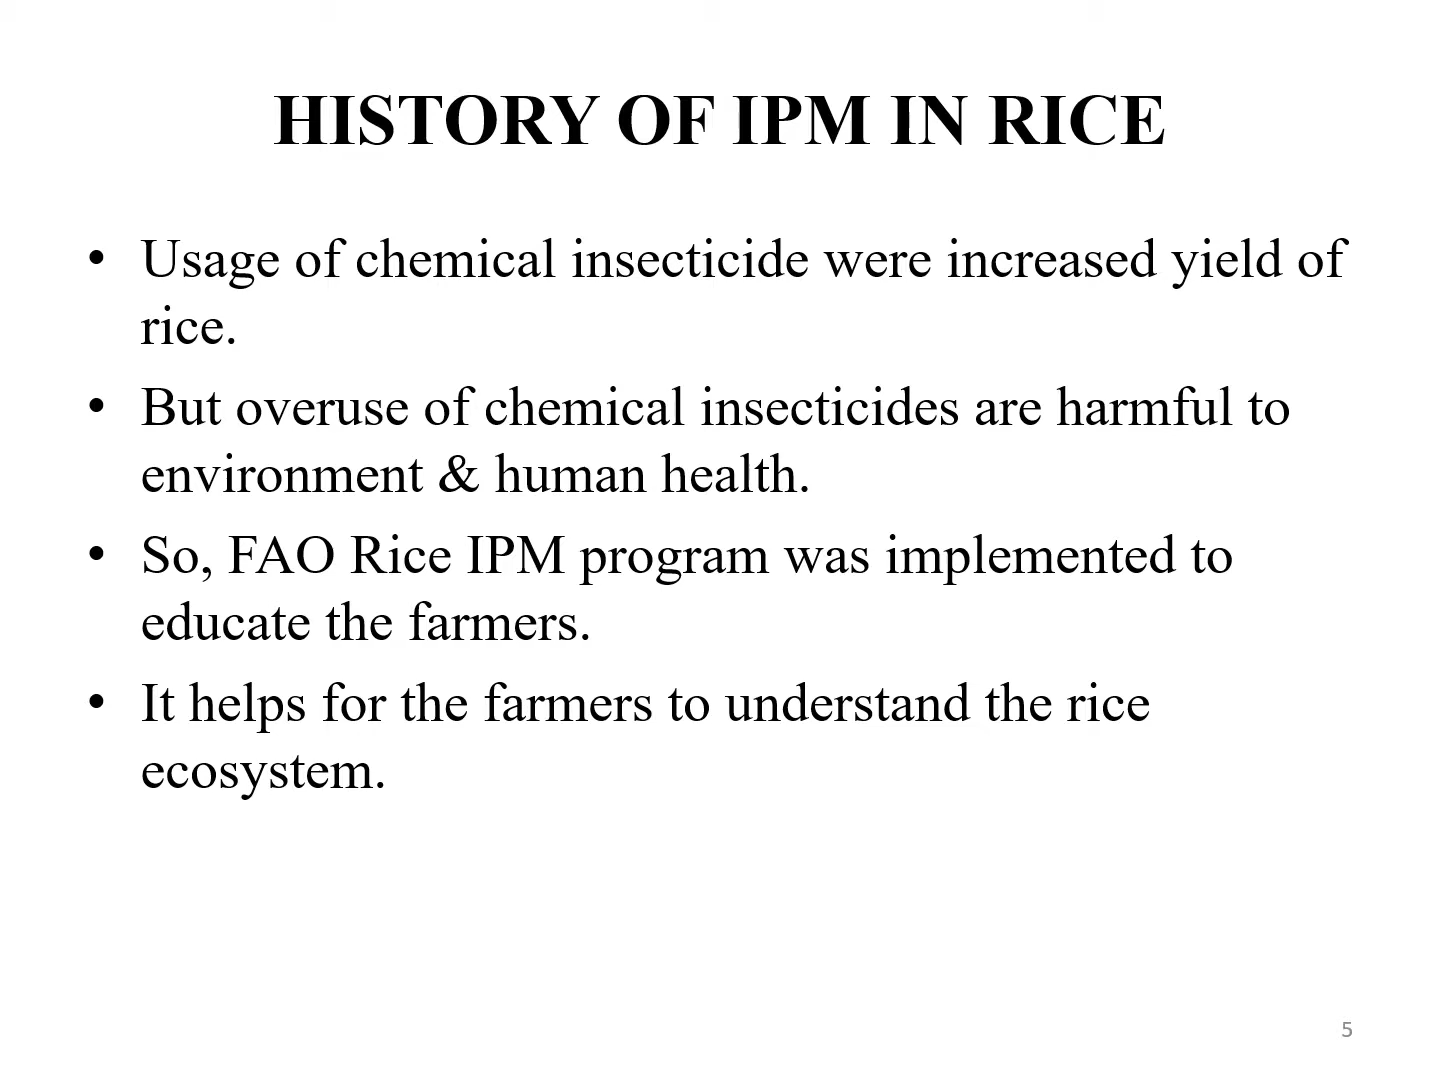 HISTORY OF IPM IN RICE
• Usage of chemical insecticide were increased yield of
rice.
• But overuse of chemical insecticides are harmful to
environment & human health.
• So, FAO Rice IPM program was implemented to
educate the farmers.
• It helps for the farmers to understand the rice
ecosystem.
5